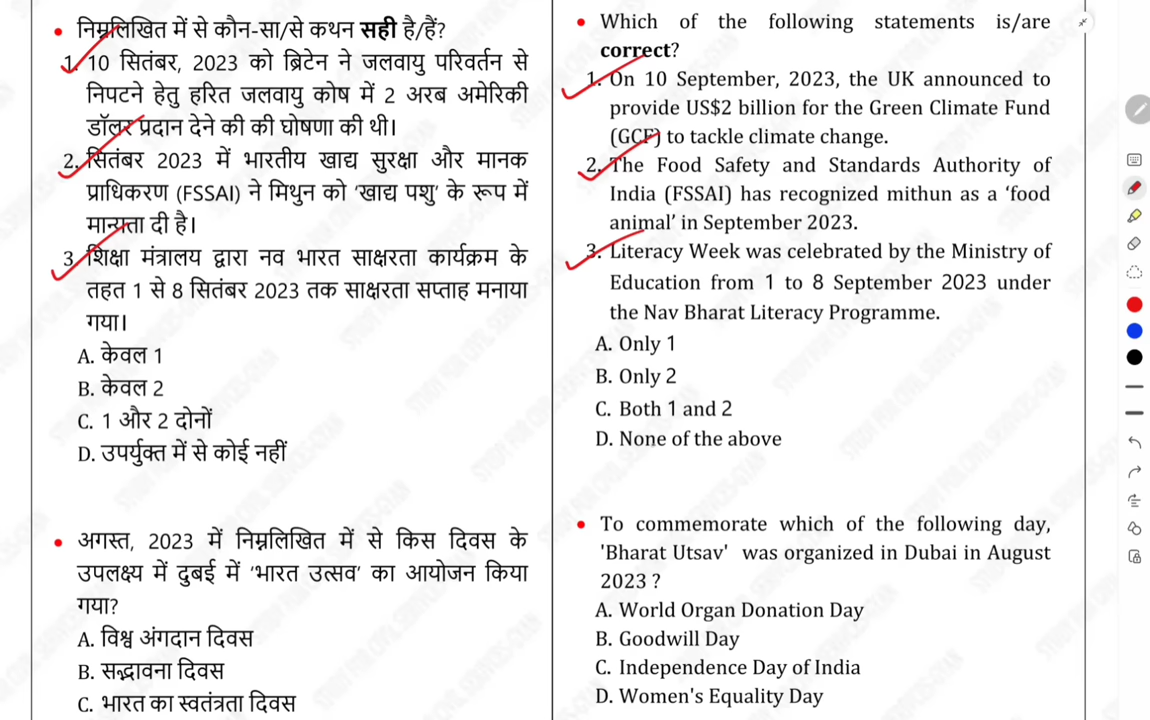 • निम्नलिखित में से कौन-सा/से कथन सही है/हैं?
1. 10 सितंबर, 2023 को ब्रिटेन ने जलवायु परिवर्तन से
निपटने हेतु हरित जलवायु कोष में 2 अरब अमेरिकी
डॉलर प्रदान देने की की घोषणा की थी।
2. सितंबर 2023 में भारतीय खाद्य सुरक्षा और मानक
प्राधिकरण (FSSAI) ने मिथुन को 'खाद्य पशु' के रूप में
मान्यता दी है।
3. शिक्षा मंत्रालय द्वारा नव भारत साक्षरता कार्यक्रम के
तहत 1 से 8 सितंबर 2023 तक साक्षरता सप्ताह मनाया
गया।
A. केवल 1
B. केवल 2
C. 1 और 2 दोनों
D. उपर्युक्त में से कोई नहीं
• अगस्त, 2023 में निम्नलिखित में से किस दिवस के
उपलक्ष्य में दुबई में 'भारत उत्सव' का आयोजन किया
गया?
A. विश्व अंगदान दिवस
B. सद्भावना दिवस
C. भारत का स्वतंत्रता दिवस
• Which of the following statements is/are
correct?
1. On 10 September, 2023, the UK announced to
provide US$2 billion for the Green Climate Fund
(GCF) to tackle climate change.
2. The Food Safety and Standards Authority of
India (FSSAI) has recognized mithun as a 'food
animal' in September 2023.
3. Literacy Week was celebrated by the Ministry of
Education from 1 to 8 September 2023 under
the Nav Bharat Literacy Programme.
A. Only 1
B. Only 2
C. Both 1 and 2
D. None of the above
• To commemorate which of the following day,
'Bharat Utsav' was organized in Dubai in August
2023 ?
A. World Organ Donation Day
B. Goodwill Day
C. Independence Day of India
D. Women's Equality Day